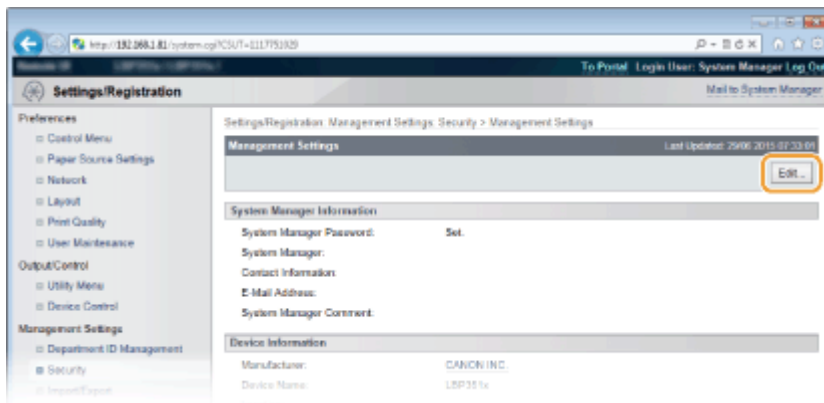 http://192.168.1.81/system.cgi?CSUT=1117751929
To Portal Login User: System Manager Log Ou
Settings/Registration
Mail to System Manager
Preferences
Control Menu
Paper Source Settings
Network
Layout
Print Quality
User Maintenance
Output/Control
Utility Menu
Device Control
Management Settings
Department ID Management
Security
Import/Export
Settings/Registration: Management Settings: Security > Management Settings
Management Settings
Last Updated: 29/06 2015 07:33:01
Edit...
System Manager Information
System Manager Password: Set.
System Manager:
Contact Information:
E-Mail Address:
System Manager Comment:
Device Information
Manufacturer: CANON INC.
Device Name: LBP351x